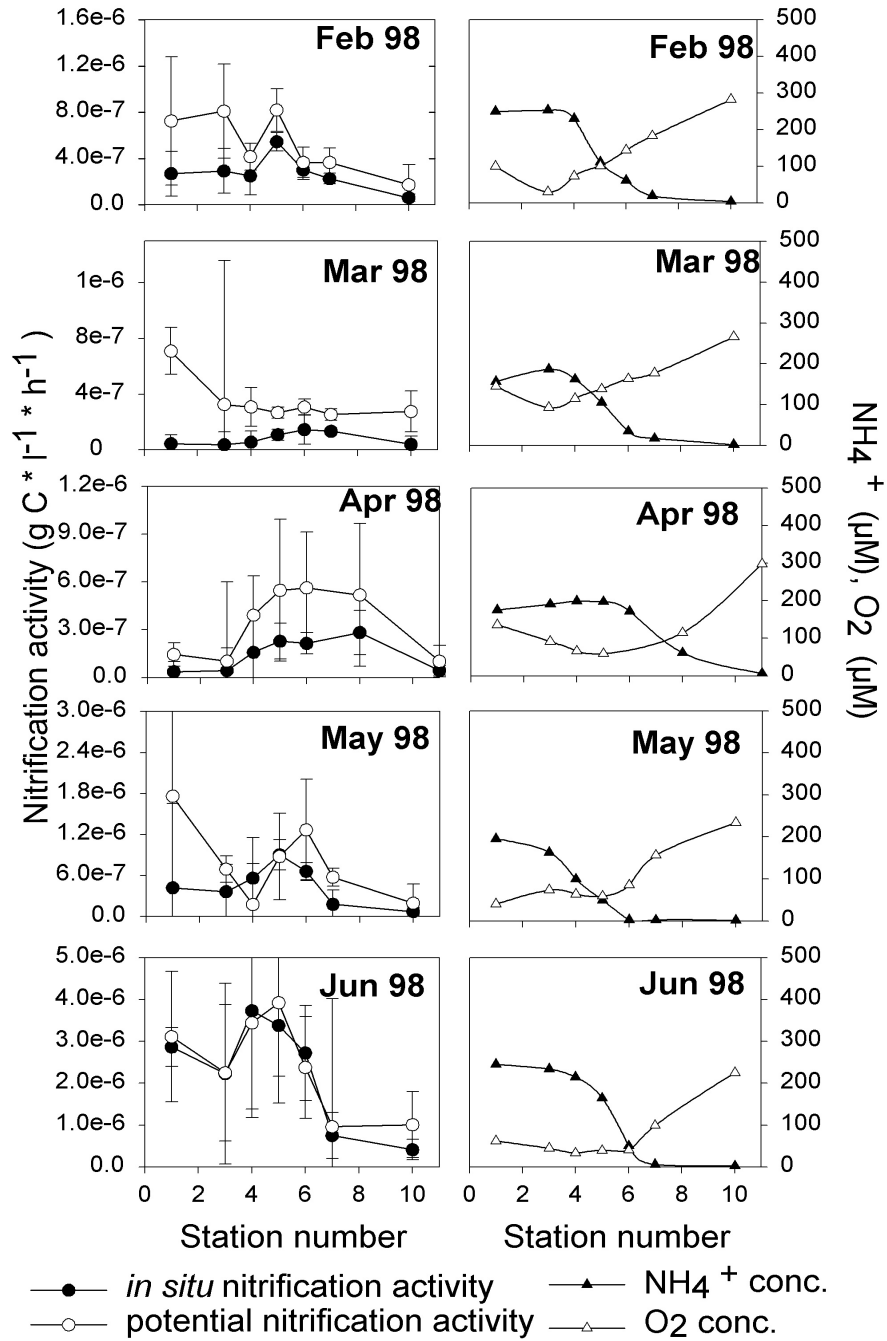 Nitrification activity (g C * l-1 * h-1 )
1.6e-6
1.2e-6
8.0e-7
4.0e-7
0.0
Feb 98
Feb 98
500
400
300
200
100
0
1e-6
8e-7
4e-7
0
Mar 98
Mar 98
500
400
300
200
100
0
1.2e-6
9.0e-7
6.0e-7
3.0e-7
0.0
Apr 98
Apr 98
500
400
300
200
100
0
3.0e-6
1.8e-6
1.2e-6
6.0e-7
0.0
May 98
May 98
500
400
300
200
100
0
5.0e-6
4.0e-6
3.0e-6
2.0e-6
1.0e-6
0.0
Jun 98
Jun 98
500
400
300
200
100
0
NH4 + (µM), O2 (µM)
0 2 4 6 8 10
0 2 4 6 8 10
Station number
Station number
in situ nitrification activity
potential nitrification activity
NH4 + conc.
O2 conc.